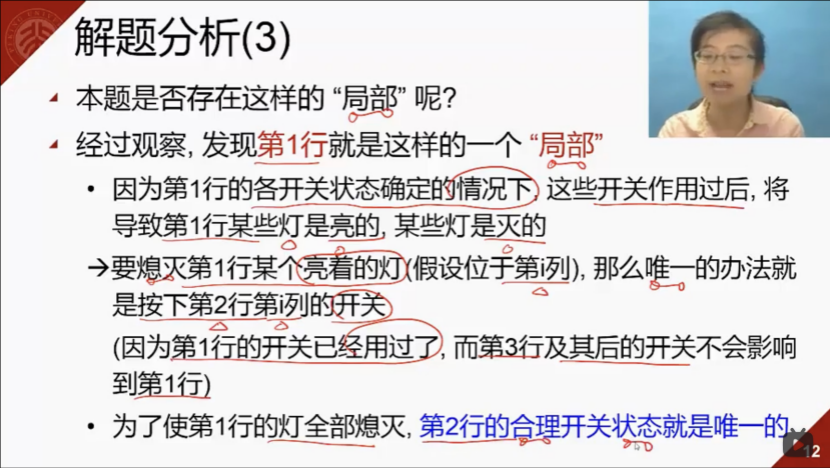 解题分析(3)
本题是否存在这样的 “局部” 呢?
经过观察, 发现第1行就是这样的一个 “局部”
• 因为第1行的各开关状态确定的情况下, 这些开关作用过后, 将
导致第1行某些灯是亮的, 某些灯是灭的
→要熄灭第1行某个亮着的灯(假设位于第i列), 那么唯一的办法就
是按下第2行第i列的开关
(因为第1行的开关已经用过了, 而第3行及其后的开关不会影响
到第1行)
• 为了使第1行的灯全部熄灭, 第2行的合理开关状态就是唯一的
12